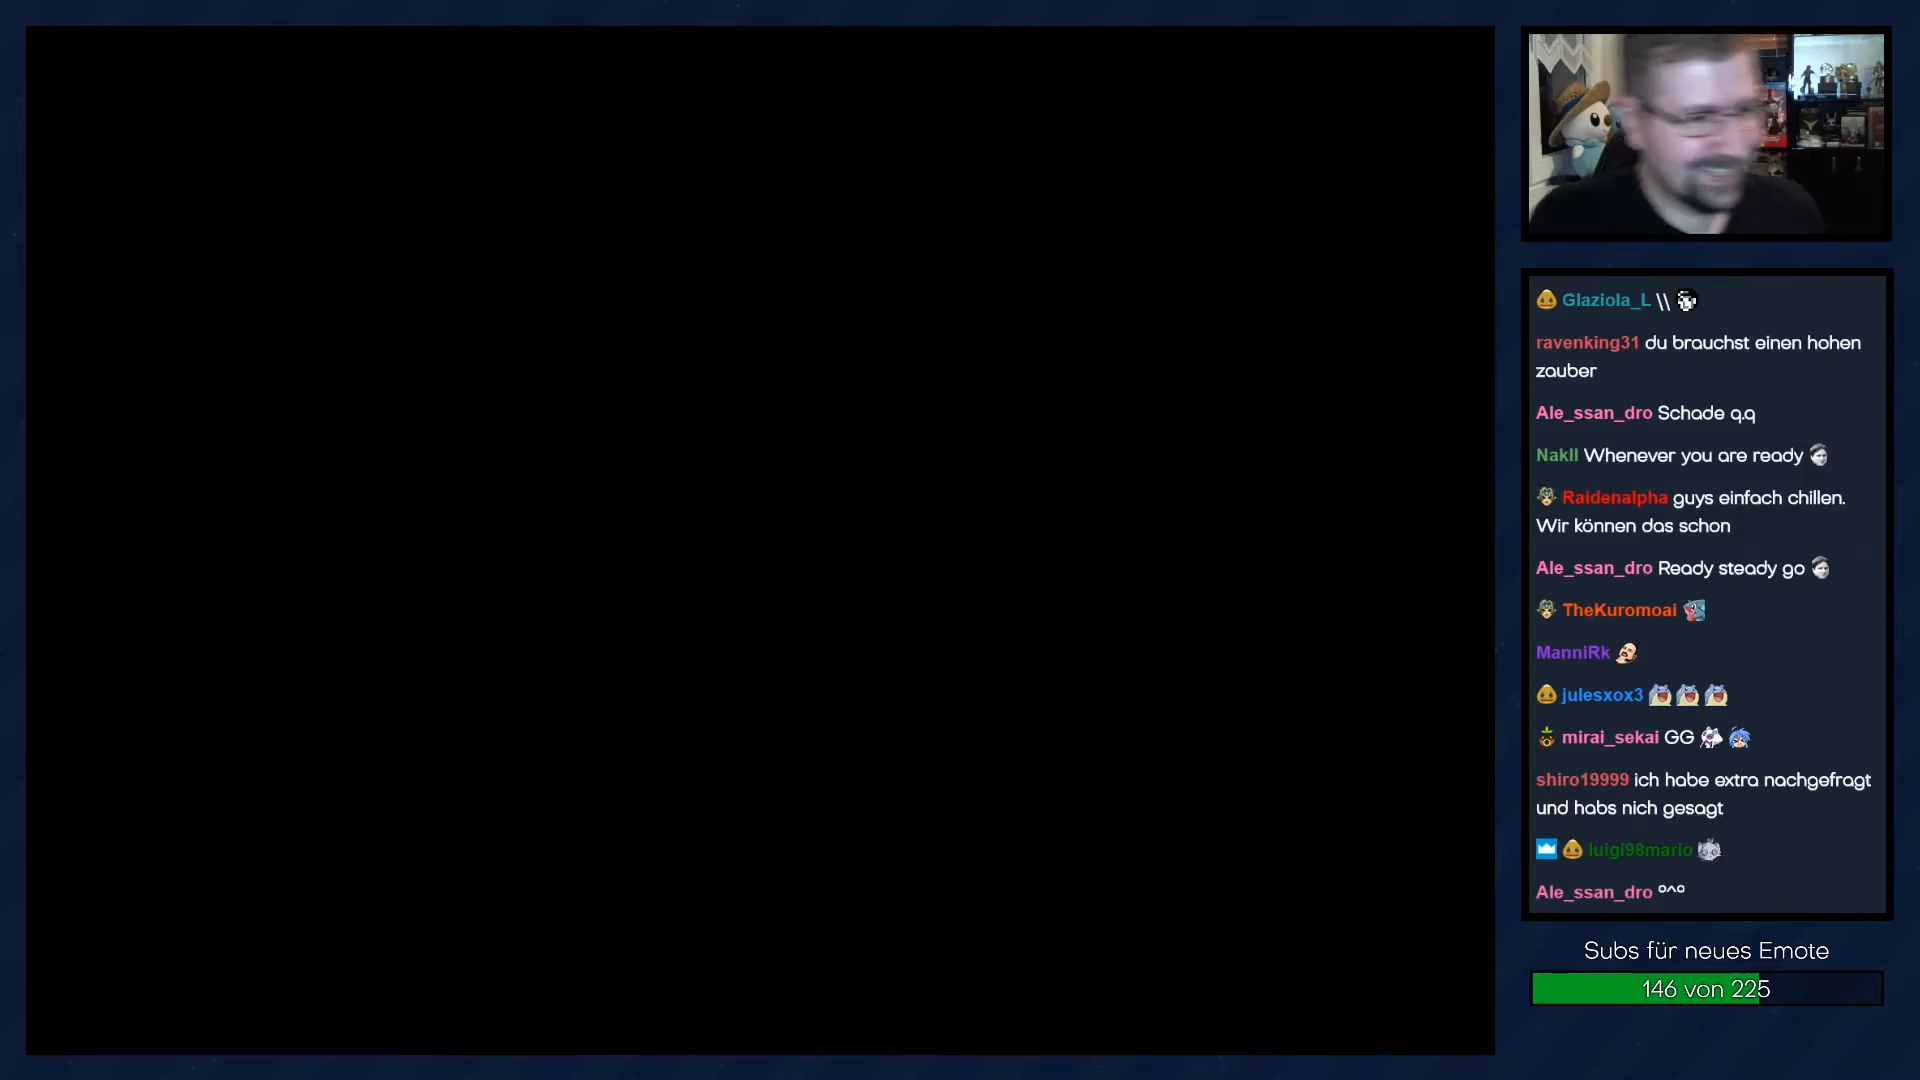 Glaziola_L \\
ravenking31 du brauchst einen hohen
zauber
Ale_ssan_dro Schade q.q
Nakll Whenever you are ready
Raidenalpha guys einfach chillen.
Wir können das schon
Ale_ssan_dro Ready steady go
TheKuromoai
ManniRk
julesxox3
mirai_sekai GG
shiro19999 ich habe extra nachgefragt
und habs nich gesagt
luigi98mario
Ale_ssan_dro º^º
Subs für neues Emote
146 von 225